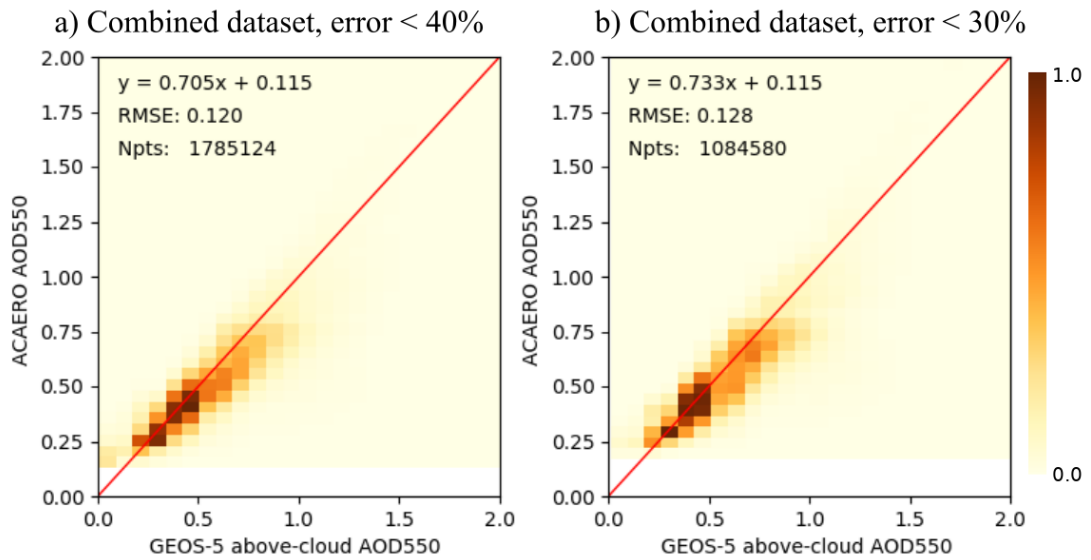 a) Combined dataset, error < 40%
b) Combined dataset, error < 30%
2.00
1.75
1.50
1.25
1.00
0.75
0.50
0.25
0.00
ACAERO AOD550
y = 0.705x + 0.115
RMSE: 0.120
Npts: 1785124
0.0
0.5
1.0
1.5
2.0
GEOS-5 above-cloud AOD550
2.00
1.75
1.50
1.25
1.00
0.75
0.50
0.25
0.00
ACAERO AOD550
y = 0.733x + 0.115
RMSE: 0.128
Npts: 1084580
0.0
0.5
1.0
1.5
2.0
GEOS-5 above-cloud AOD550
1.0
0.0